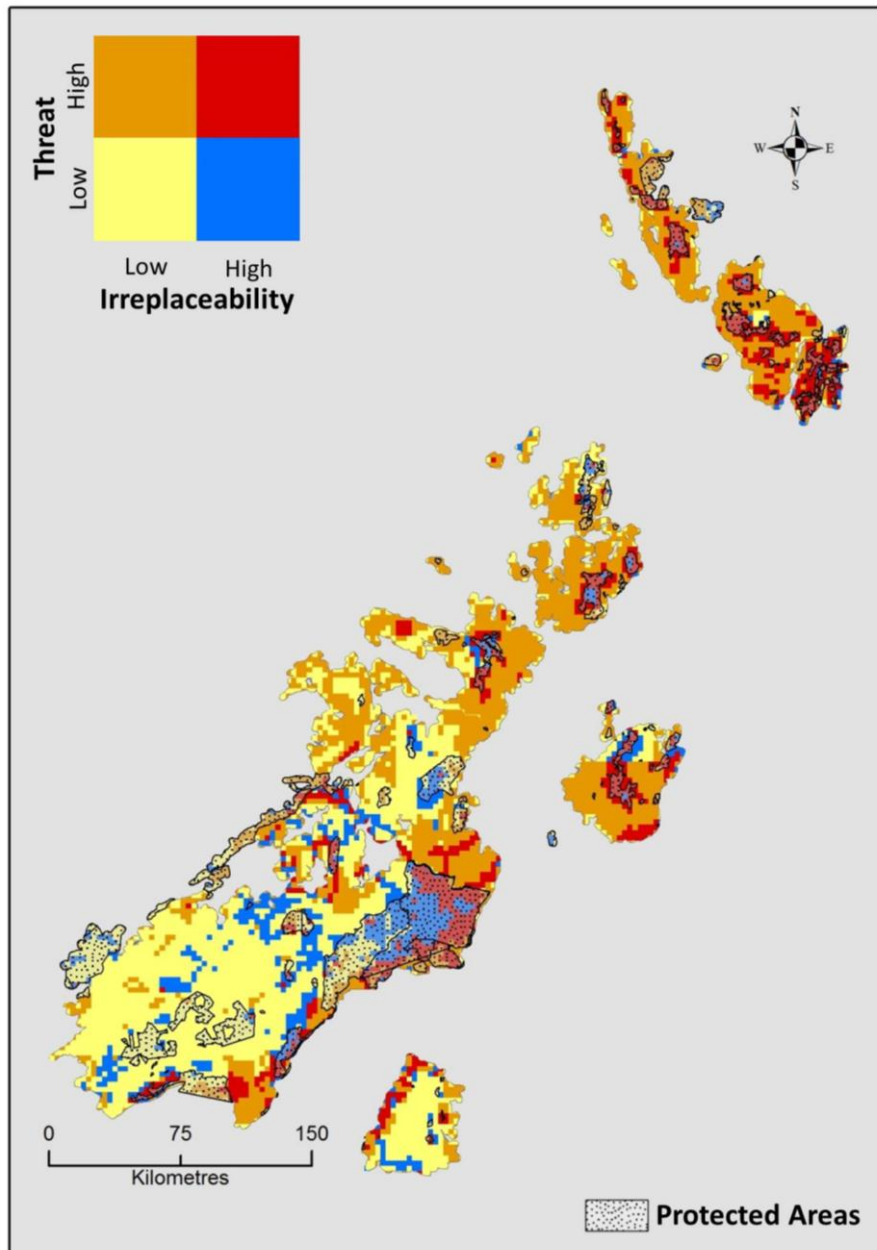 High
Threat
Low
Low
High
Irreplaceability
N
W
E
S
0
75
150
Kilometres
Protected Areas